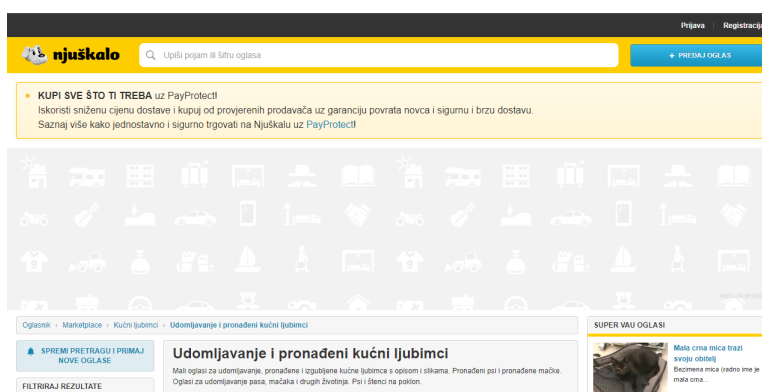 Prijava
Registracija
njuškalo
Upiši pojam ili šifru oglasa
+ PREDAJ OGLAS
KUPI SVE ŠTO TI TREBA uz PayProtect!
Iskoristi sniženu cijenu dostave i kupuj od provjerenih prodavača uz garanciju povrata novca i sigurnu i brzu dostavu.
Saznaj više kako jednostavno i sigurno trgovati na Njuškalu uz PayProtect!
9
9
Oglasnik › Marketplace › Kućni ljubimci › Udomljavanje i pronađeni kućni ljubimci
SUPER VAU OGLASI
SPREMI PRETRAGU I PRIMAJ
NOVE OGLASE
FILTRIRAJ REZULTATE
Udomljavanje i pronađeni kućni ljubimci
Mali oglasi za udomljavanje, pronađene i izgubljene kućne ljubimce s opisom i slikama. Pronađeni psi i pronađene mačke.
Oglasi za udomljavanje pasa, mačaka i drugih životinja. Psi i štenci na poklon.
Mala crna mica trazi
svoju obitelj
Bezimena mica (radno ime je
mala crna...